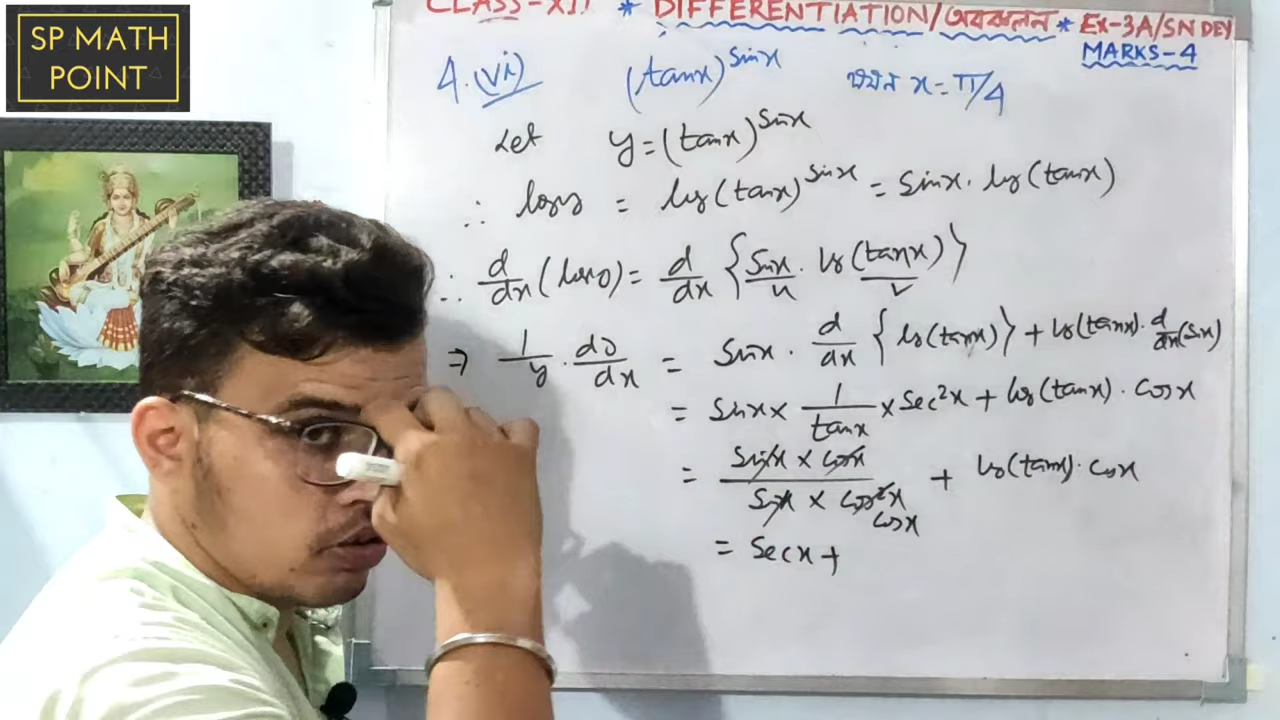 SP MATH
POINT
CLASS-XII * DIFFERENTIATION/অবকলন * Ex-3A/SN DEY
MARKS-4
4.(vi) (tanx)^sinx যখন x=π/4
Let y=(tanx)^sinx
∴ logy = log(tanx)^sinx = sinx. log(tanx)
∴ d/dx (logy) = d/dx {sinx/u . log(tanx)/v}
⇒ 1/y . dy/dx = sinx . d/dx {log(tanx)} + log(tanx). d/dx(sinx)
= sinx × 1/tanx × sec²x + log(tanx). cosx
= sinx × cosx / sinx × cos²x cosx + log(tanx). cosx
= secx +